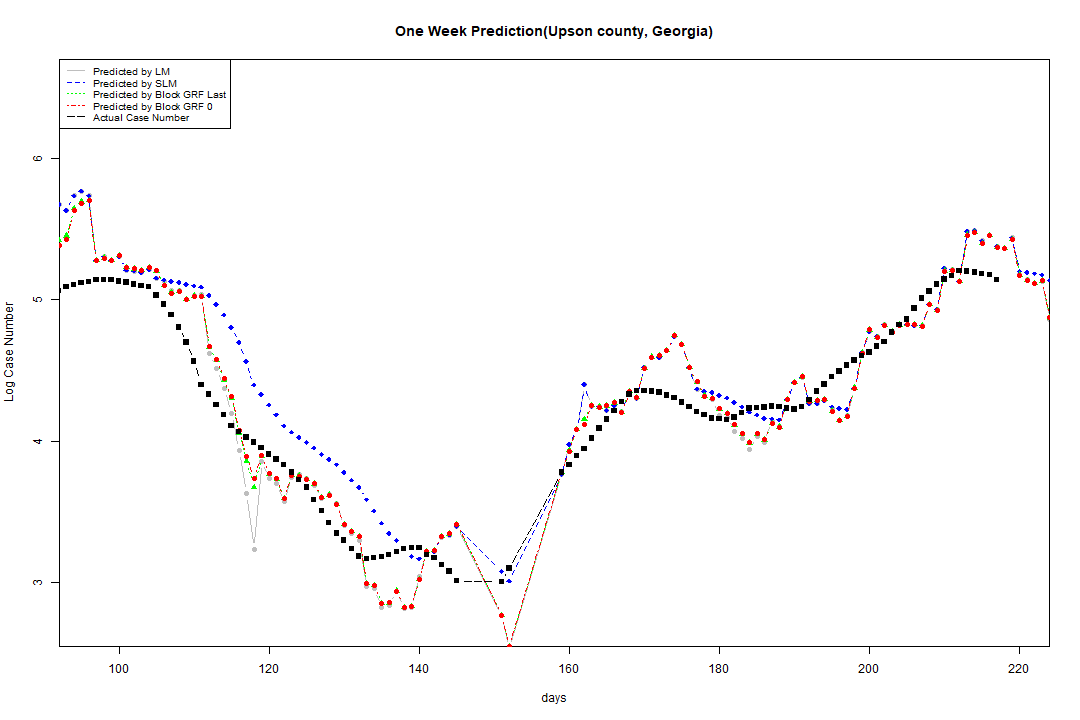 One Week Prediction(Upson county, Georgia)
Predicted by LM
Predicted by SLM
Predicted by Block GRF Last
Predicted by Block GRF 0
Actual Case Number
6
5
4
3
Log Case Number
100 120 140 160 180 200 220
days